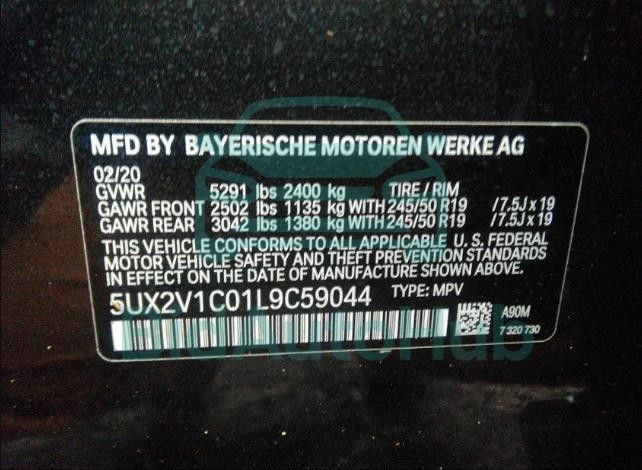 MFD BY BAYERISCHE MOTOREN WERKE AG
02/20
GVWR 5291 lbs 2400 kg TIRE / RIM
GAWR FRONT 2502 lbs 1135 kg WITH 245/50 R19 /7.5J x 19
GAWR REAR 3042 lbs 1380 kg WITH 245/50 R19 /7.5J x 19
THIS VEHICLE CONFORMS TO ALL APPLICABLE U. S. FEDERAL
MOTOR VEHICLE SAFETY AND THEFT PREVENTION STANDARDS
IN EFFECT ON THE DATE OF MANUFACTURE SHOWN ABOVE.
5UX2V1C01L9C59044 TYPE: MPV
A90M
7 320 730